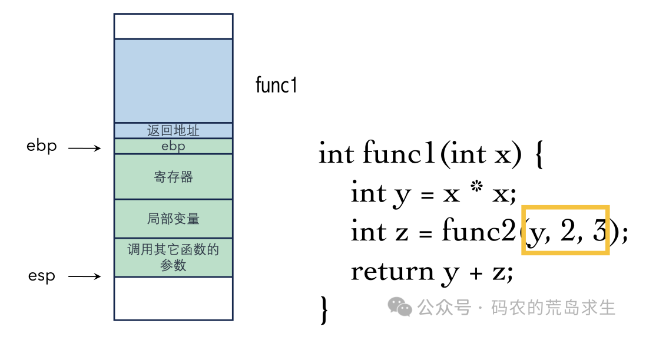 func1
返回地址
ebp
ebp
寄存器
局部变量
调用其它函数的
参数
esp
int func1(int x) {
int y = x * x;
int z = func2(y, 2, 3);
return y + z;
}
公众号 · 码农的荒岛求生